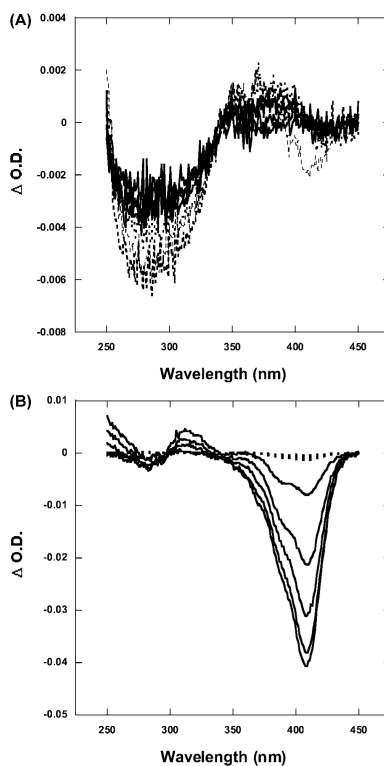 (A)
0.004
0.002
0
-0.002
-0.004
-0.006
-0.008
Δ O.D.
250 300 350 400 450
Wavelength (nm)
(B)
0.01
0
-0.01
-0.02
-0.03
-0.04
-0.05
Δ O.D.
250 300 350 400 450
Wavelength (nm)